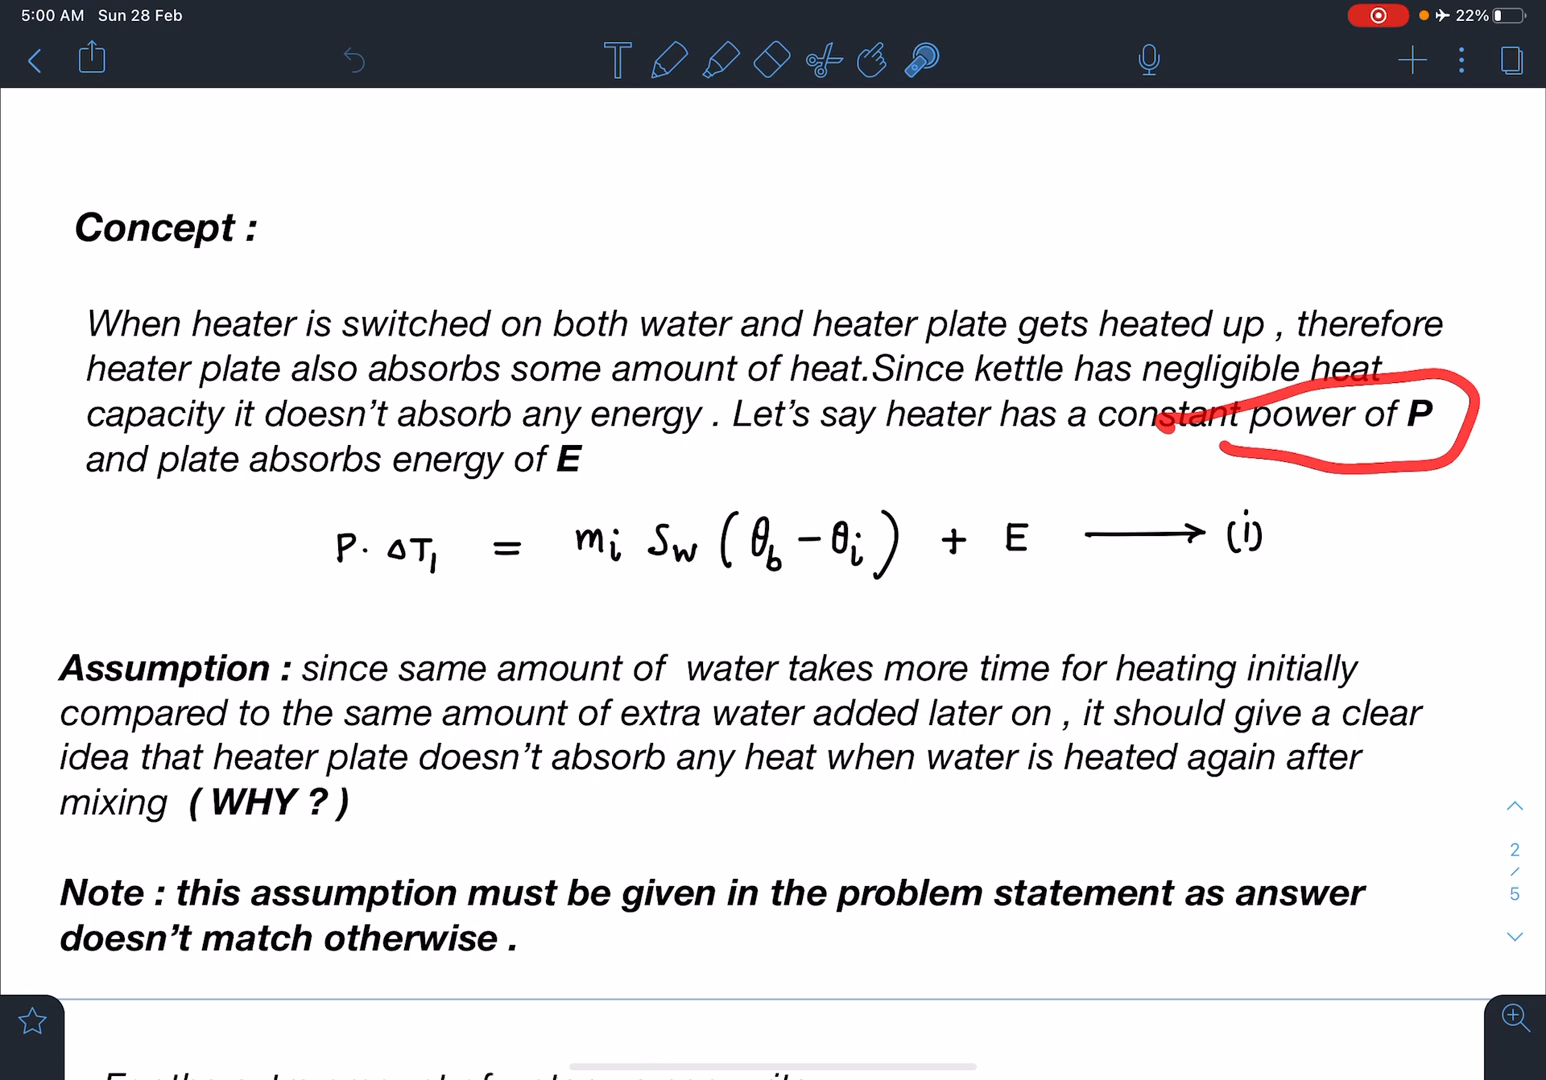 5:00 AM Sun 28 Feb
22%
Concept :
When heater is switched on both water and heater plate gets heated up , therefore
heater plate also absorbs some amount of heat.Since kettle has negligible heat
capacity it doesn't absorb any energy . Let's say heater has a constant power of P
and plate absorbs energy of E
P. ΔT₁ = mᵢ S_w (θ_b − θᵢ) + E ⟶ (i)
Assumption : since same amount of water takes more time for heating initially
compared to the same amount of extra water added later on , it should give a clear
idea that heater plate doesn't absorb any heat when water is heated again after
mixing ( WHY ? )
2
/
5
Note : this assumption must be given in the problem statement as answer
doesn't match otherwise .